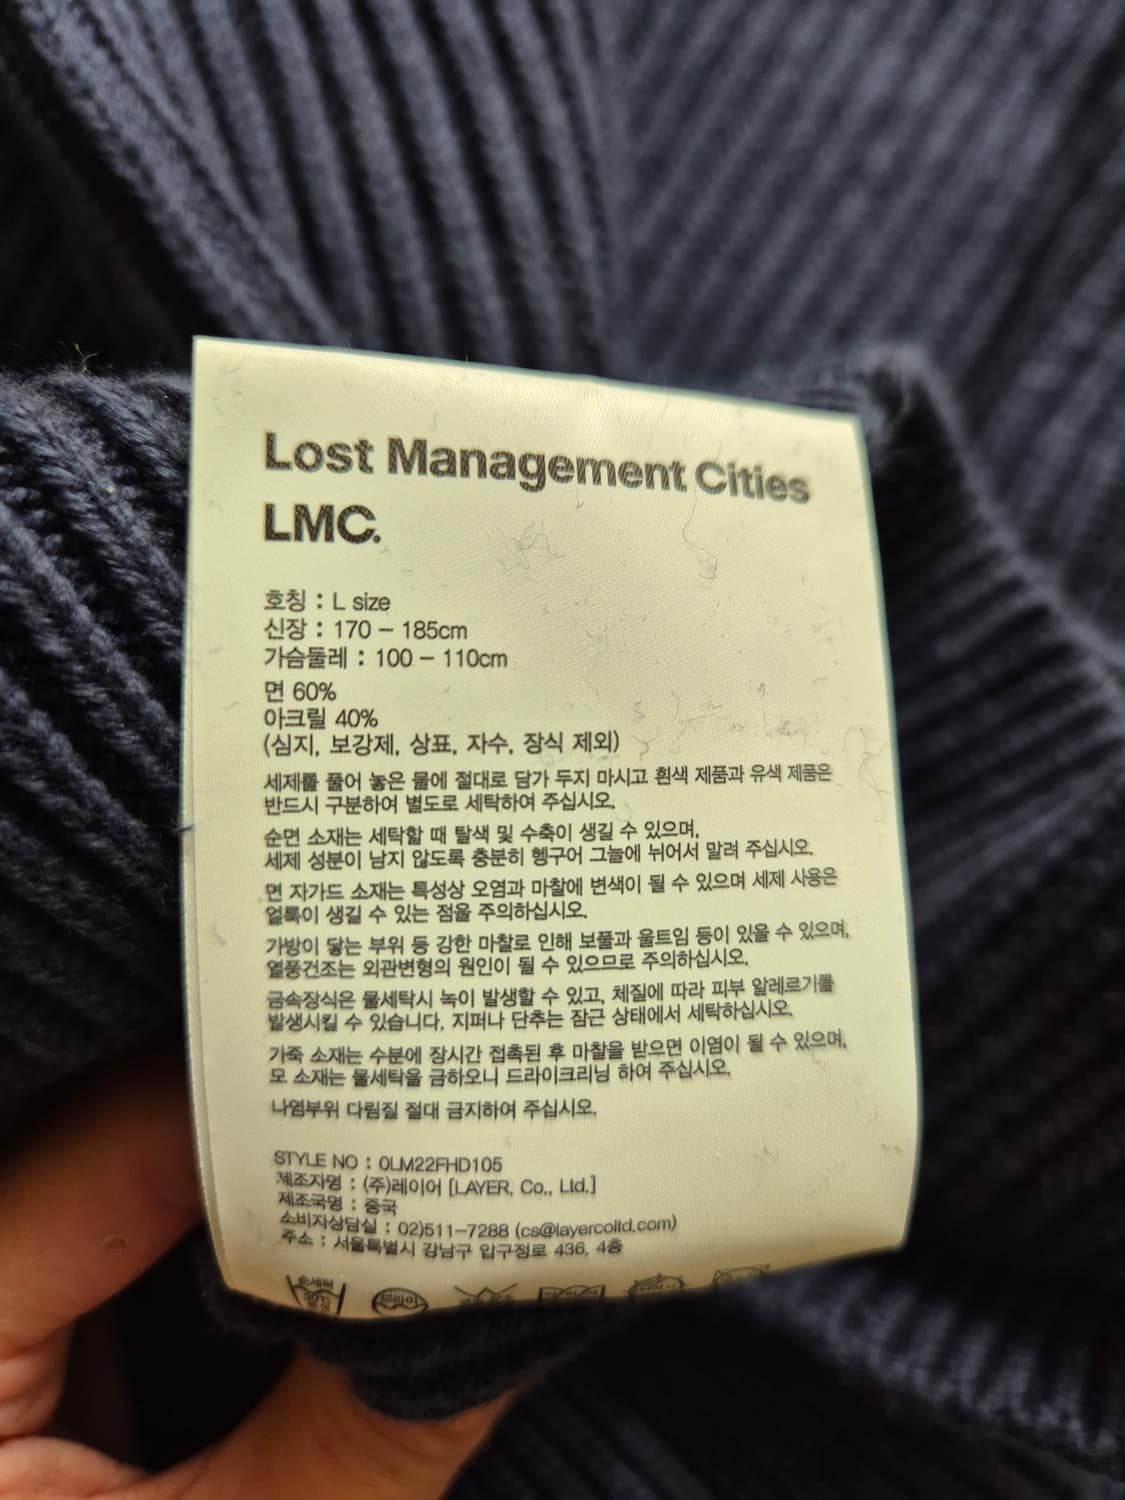 Lost Management Cities
LMC.
호칭 : L size
신장 : 170 – 185cm
가슴둘레 : 100 – 110cm
면 60%
아크릴 40%
(심지, 보강제, 상표, 자수, 장식 제외)
세제를 풀어 놓은 물에 절대로 담가 두지 마시고 흰색 제품과 유색 제품은
반드시 구분하여 별도로 세탁하여 주십시오.
순면 소재는 세탁할 때 탈색 및 수축이 생길 수 있으며,
세제 성분이 남지 않도록 충분히 헹구어 그늘에 뉘어서 말려 주십시오.
면 자가드 소재는 특성상 오염과 마찰에 변색이 될 수 있으며 세제 사용은
얼룩이 생길 수 있는 점을 주의하십시오.
가방이 닿는 부위 등 강한 마찰로 인해 보풀과 울트임 등이 있을 수 있으며,
열풍건조는 외관변형의 원인이 될 수 있으므로 주의하십시오.
금속장식은 물세탁시 녹이 발생할 수 있고, 체질에 따라 피부 알레르기를
발생시킬 수 있습니다. 지퍼나 단추는 잠근 상태에서 세탁하십시오.
가죽 소재는 수분에 장시간 접촉된 후 마찰을 받으면 이염이 될 수 있으며,
모 소재는 물세탁을 금하오니 드라이크리닝 하여 주십시오.
나염부위 다림질 절대 금지하여 주십시오.
STYLE NO : 0LM22FHD105
제조자명 : (주)레이어 [LAYER. Co., Ltd.]
제조국명 : 중국
소비자상담실 : 02)511-7288 (cs@layercoltd.com)
주소 : 서울특별시 강남구 압구정로 436, 4층
손세탁
드라이